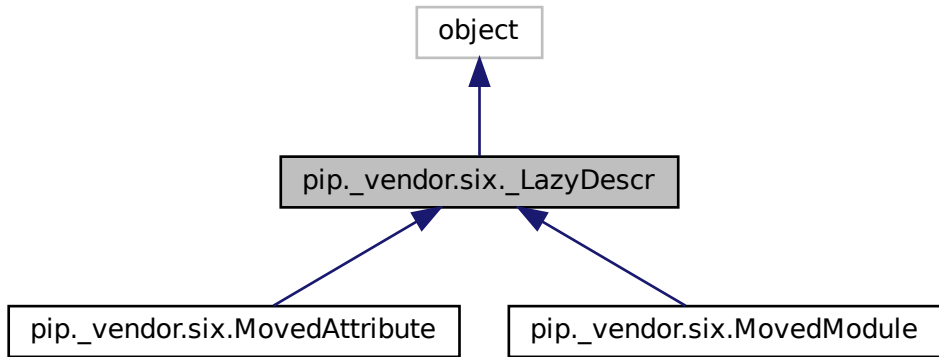 object
pip._vendor.six._LazyDescr
pip._vendor.six.MovedAttribute
pip._vendor.six.MovedModule